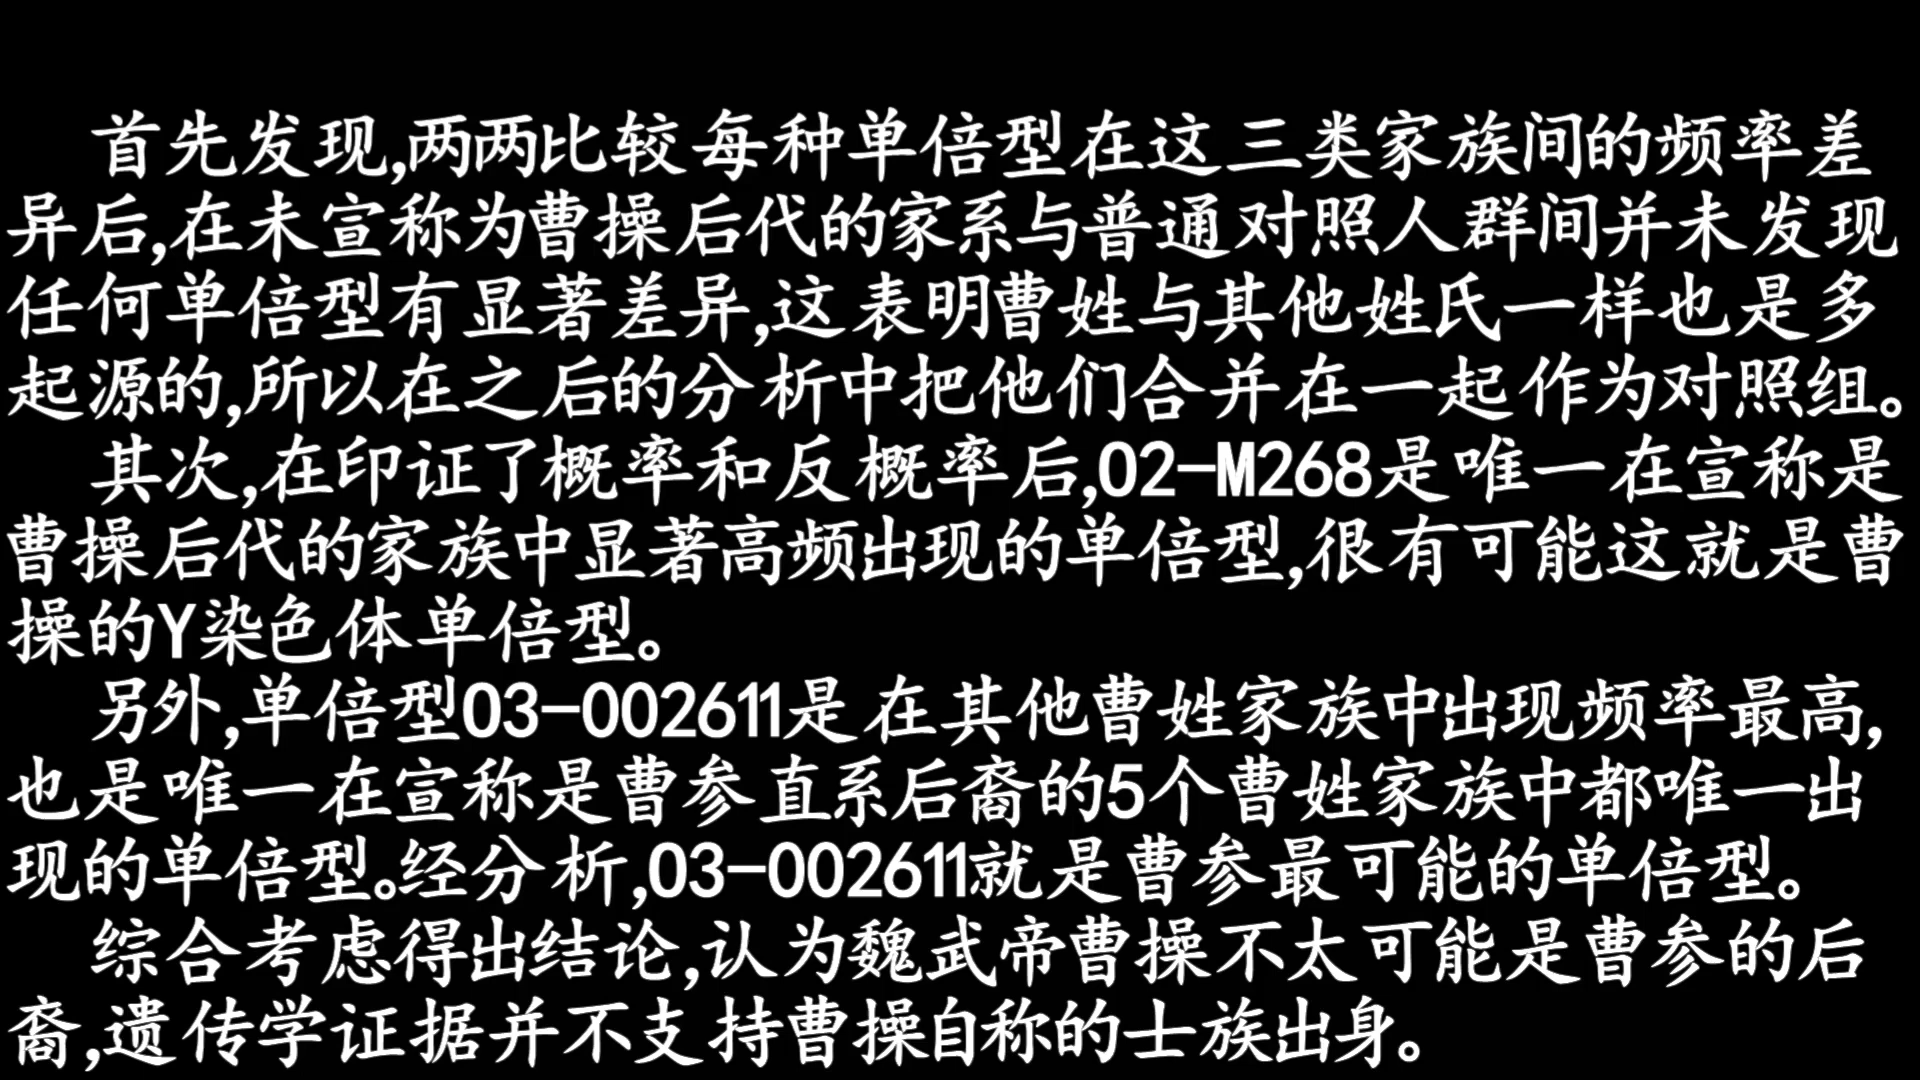 首先发现,两两比较每种单倍型在这三类家族间的频率差
异后,在未宣称为曹操后代的家系与普通对照人群间并未发现
任何单倍型有显著差异,这表明曹姓与其他姓氏一样也是多
起源的,所以在之后的分析中把他们合并在一起作为对照组。
其次,在印证了概率和反概率后,02-M268是唯一在宣称是
曹操后代的家族中显著高频出现的单倍型,很有可能这就是曹
操的Y染色体单倍型。
另外,单倍型03-002611是在其他曹姓家族中出现频率最高,
也是唯一在宣称是曹参直系后裔的5个曹姓家族中都唯一出
现的单倍型。经分析,03-002611就是曹参最可能的单倍型。
综合考虑得出结论,认为魏武帝曹操不太可能是曹参的后
裔,遗传学证据并不支持曹操自称的士族出身。